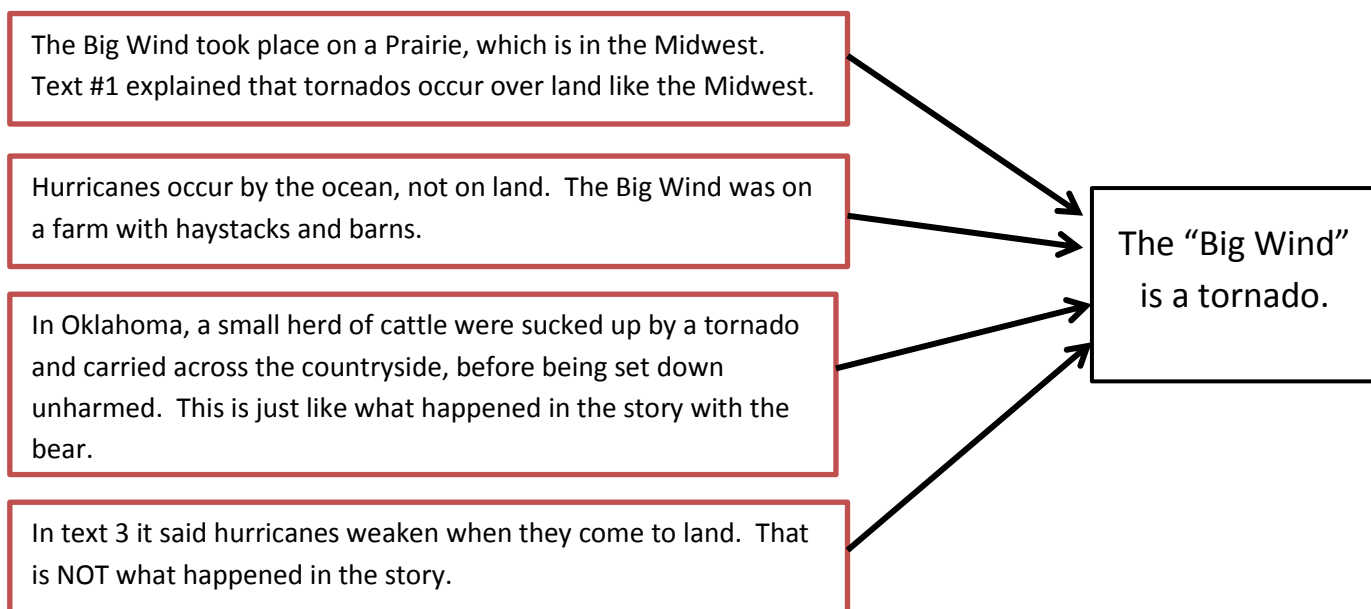 The Big Wind took place on a Prairie, which is in the Midwest.
Text #1 explained that tornados occur over land like the Midwest.
Hurricanes occur by the ocean, not on land.  The Big Wind was on
a farm with haystacks and barns.
In Oklahoma, a small herd of cattle were sucked up by a tornado
and carried across the countryside, before being set down
unharmed.  This is just like what happened in the story with the
bear.
In text 3 it said hurricanes weaken when they come to land.  That
is NOT what happened in the story.
The “Big Wind”
is a tornado.